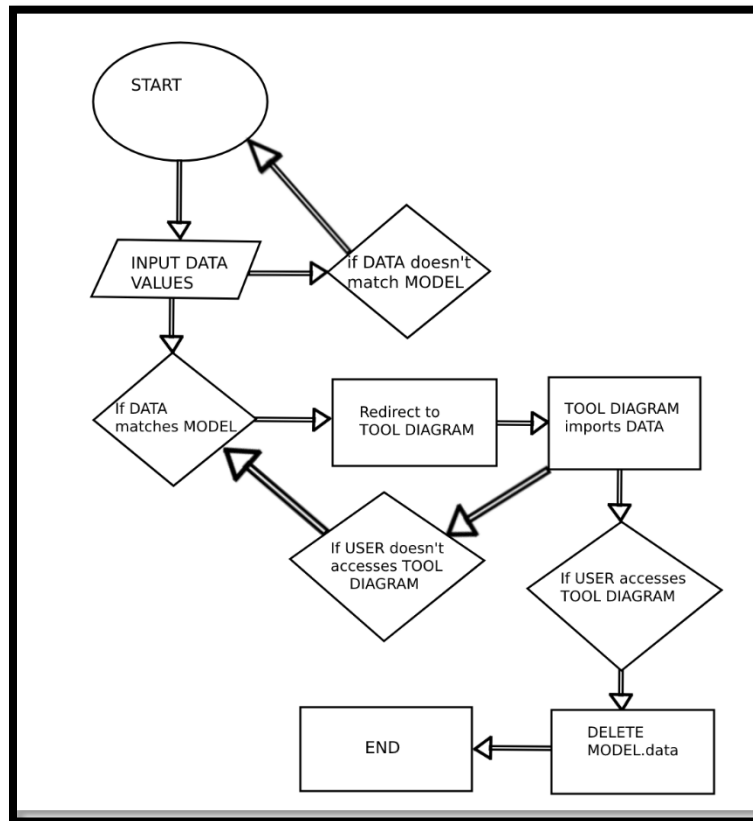 START
INPUT DATA
VALUES
if DATA doesn't
match MODEL
If DATA
matches MODEL
Redirect to
TOOL DIAGRAM
TOOL DIAGRAM
imports DATA
If USER doesn't
accesses TOOL
DIAGRAM
If USER accesses
TOOL DIAGRAM
DELETE
MODEL.data
END